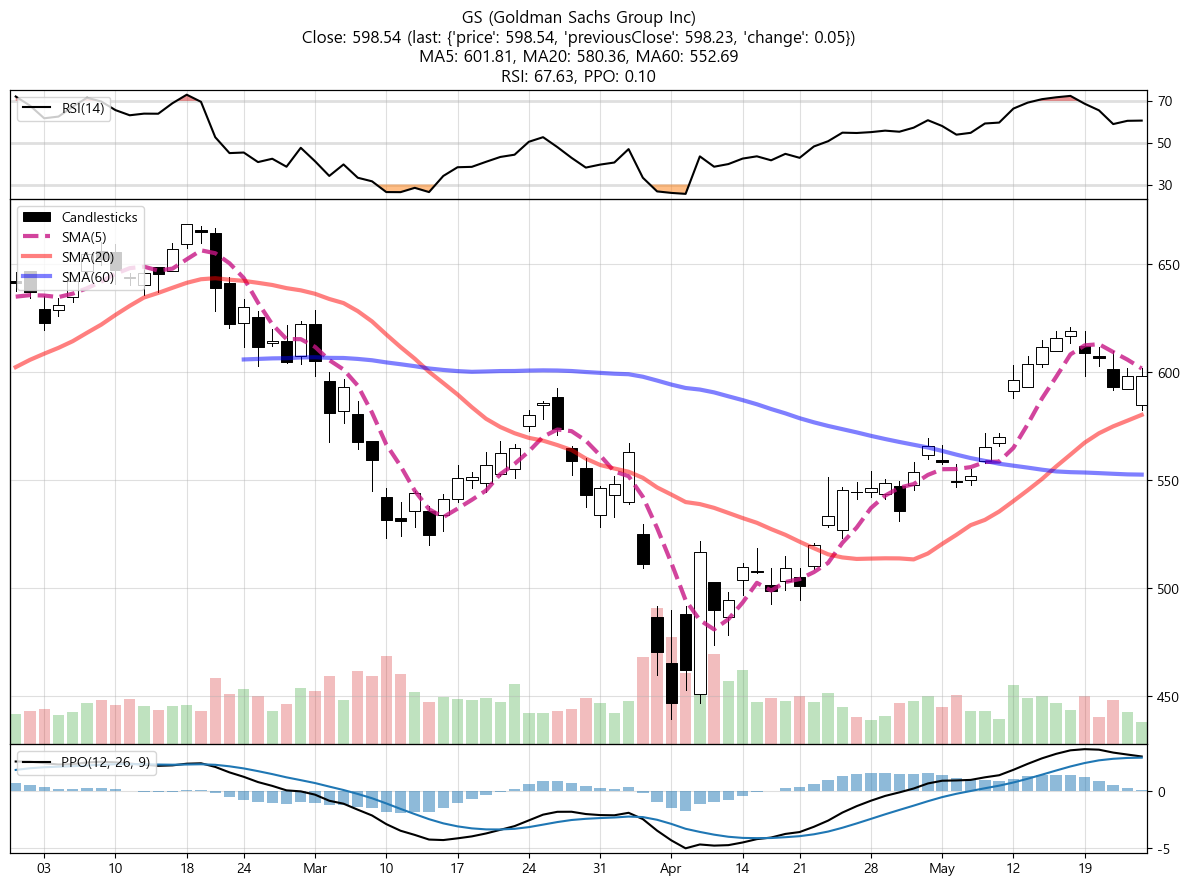 GS (Goldman Sachs Group Inc)
Close: 598.54 (last: {'price': 598.54, 'previousClose': 598.23, 'change': 0.05})
MA5: 601.81, MA20: 580.36, MA60: 552.69
RSI: 67.63, PPO: 0.10
RSI(14)
70
50
30
Candlesticks
SMA(5)
SMA(20)
SMA(60)
650
600
550
500
450
PPO(12, 26, 9)
0
-5
03 10 18 24 Mar 10 17 24 31 Apr 14 21 28 May 12 19